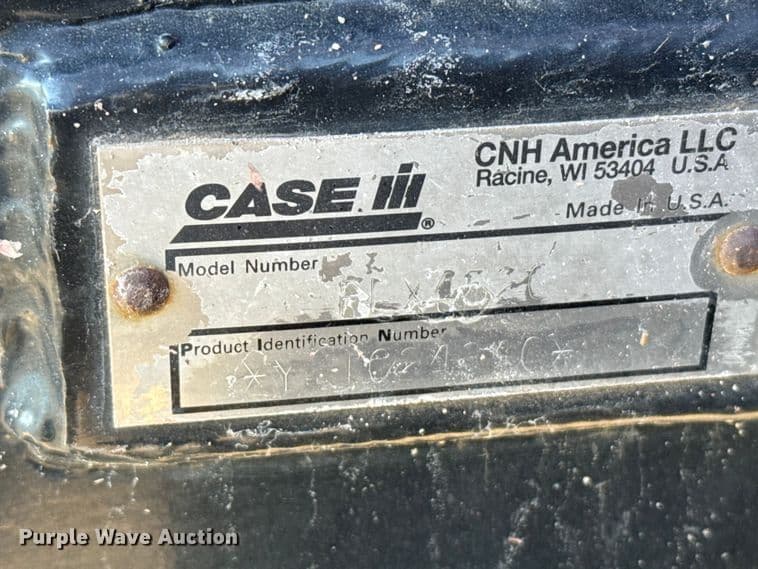 CASE IH ®
CNH America LLC
Racine, WI 53404 U.S.A
Made In U.S.A.
Model Number
Product Identification Number
Purple Wave Auction